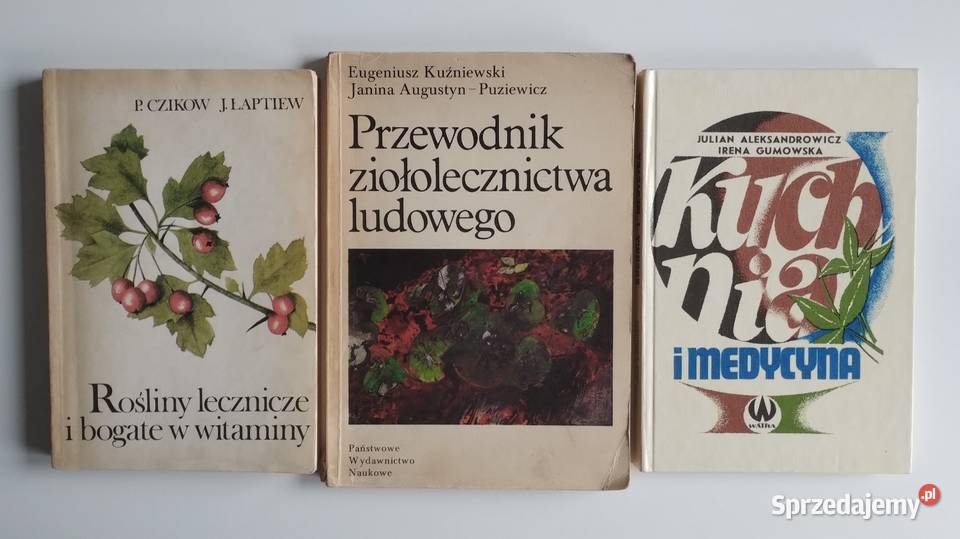 P. CZIKOW J. ŁAPTIEW
Rośliny lecznicze
i bogate w witaminy
Eugeniusz Kuźniewski
Janina Augustyn-Puziewicz
Przewodnik
ziołolecznictwa
ludowego
Państwowe
Wydawnictwo
Naukowe
JULIAN ALEKSANDROWICZ
IRENA GUMOWSKA
kuch
nia
i MEDYCYNA
WATRA
Sprzedajemy.pl